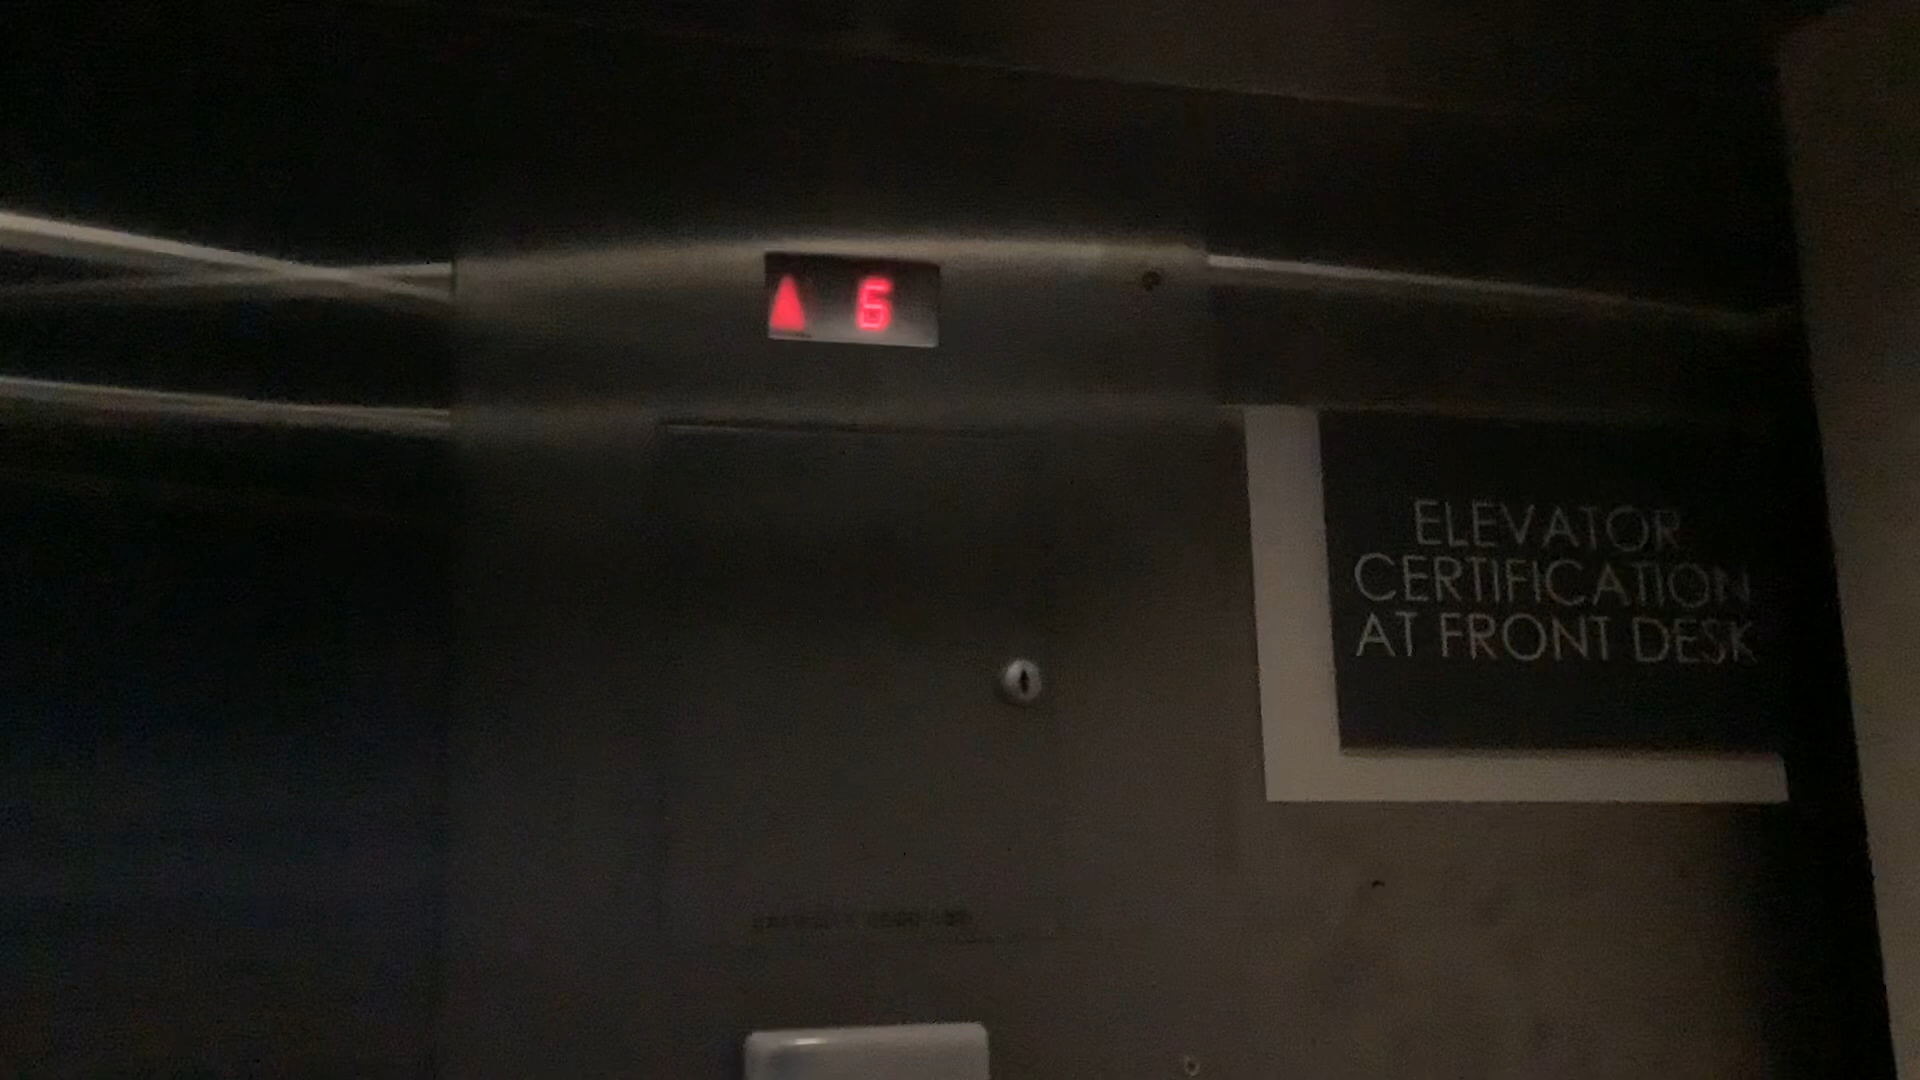 6
ELEVATOR
CERTIFICATION
AT FRONT DESK